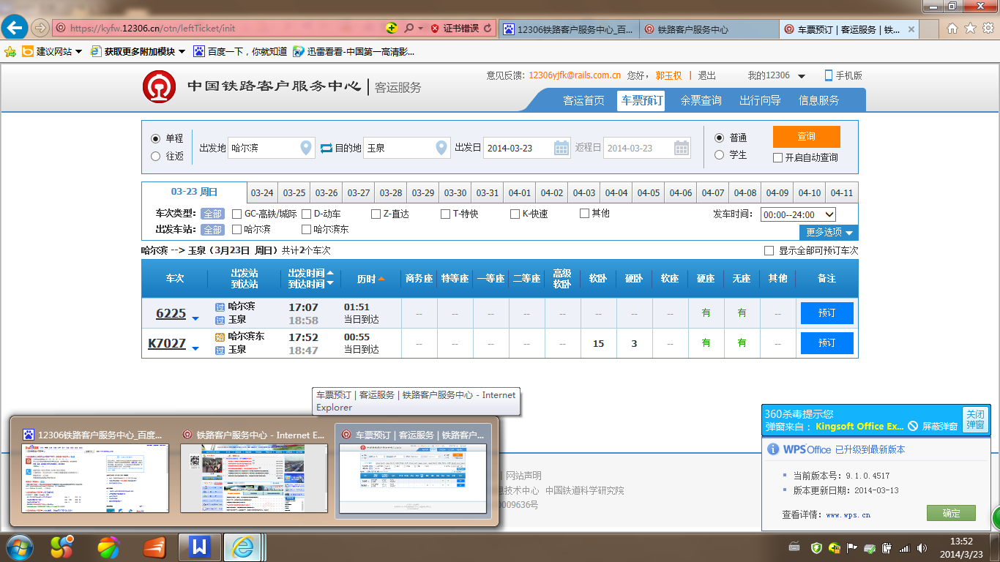 https://kyfw.12306.cn/otn/leftTicket/init
证书错误
12306铁路客户服务中心_百...
铁路客户服务中心
车票预订 | 客运服务 | 铁...
建议网站
获取更多附加模块
百度一下，你就知道
迅雷看看-中国第一高清影...
中国铁路客户服务中心
客运服务
意见反馈: 12306yjfk@rails.com.cn 您好， 郭玉权 | 退出
我的12306
手机版
客运首页 车票预订 余票查询 出行向导 信息服务
单程
往返
出发地 哈尔滨
目的地 玉泉
出发日 2014-03-23
返程日 2014-03-23
普通
学生
查询
开启自动查询
03-23 周日 03-24 03-25 03-26 03-27 03-28 03-29 03-30 03-31 04-01 04-02 04-03 04-04 04-05 04-06 04-07 04-08 04-09 04-10 04-11
车次类型: 全部 GC-高铁/城际 D-动车 Z-直达 T-特快 K-快速 其他
发车时间: 00:00--24:00
出发车站: 全部 哈尔滨 哈尔滨东
更多选项
哈尔滨 --> 玉泉（3月23日 周日）共计2个车次
显示全部可预订车次
车次 出发站 到达站 出发时间 到达时间 历时 商务座 特等座 一等座 二等座 高级软卧 软卧 硬卧 软座 硬座 无座 其他 备注
6225 过 哈尔滨 17:07 01:51 -- -- -- -- -- -- -- -- 有 有 -- 预订
过 玉泉 18:58 当日到达
K7027 始 哈尔滨东 17:52 00:55 -- -- -- -- -- 15 3 -- 有 有 -- 预订
过 玉泉 18:47 当日到达
车票预订 | 客运服务 | 铁路客户服务中心 - Internet
Explorer
12306铁路客户服务中心_百度...
铁路客户服务中心 - Internet E...
车票预订 | 客运服务 | 铁路客户...
网站声明
息技术中心 中国铁道科学研究院
0009636号
360杀毒提示您
弹窗来自： Kingsoft Office Ex... 屏蔽弹窗
关闭
弹窗
WPS Office 已升级到最新版本
当前版本号: 9.1.0.4517
版本更新日期: 2014-03-13
查看详情: www.wps.cn
确定
13:52
2014/3/23